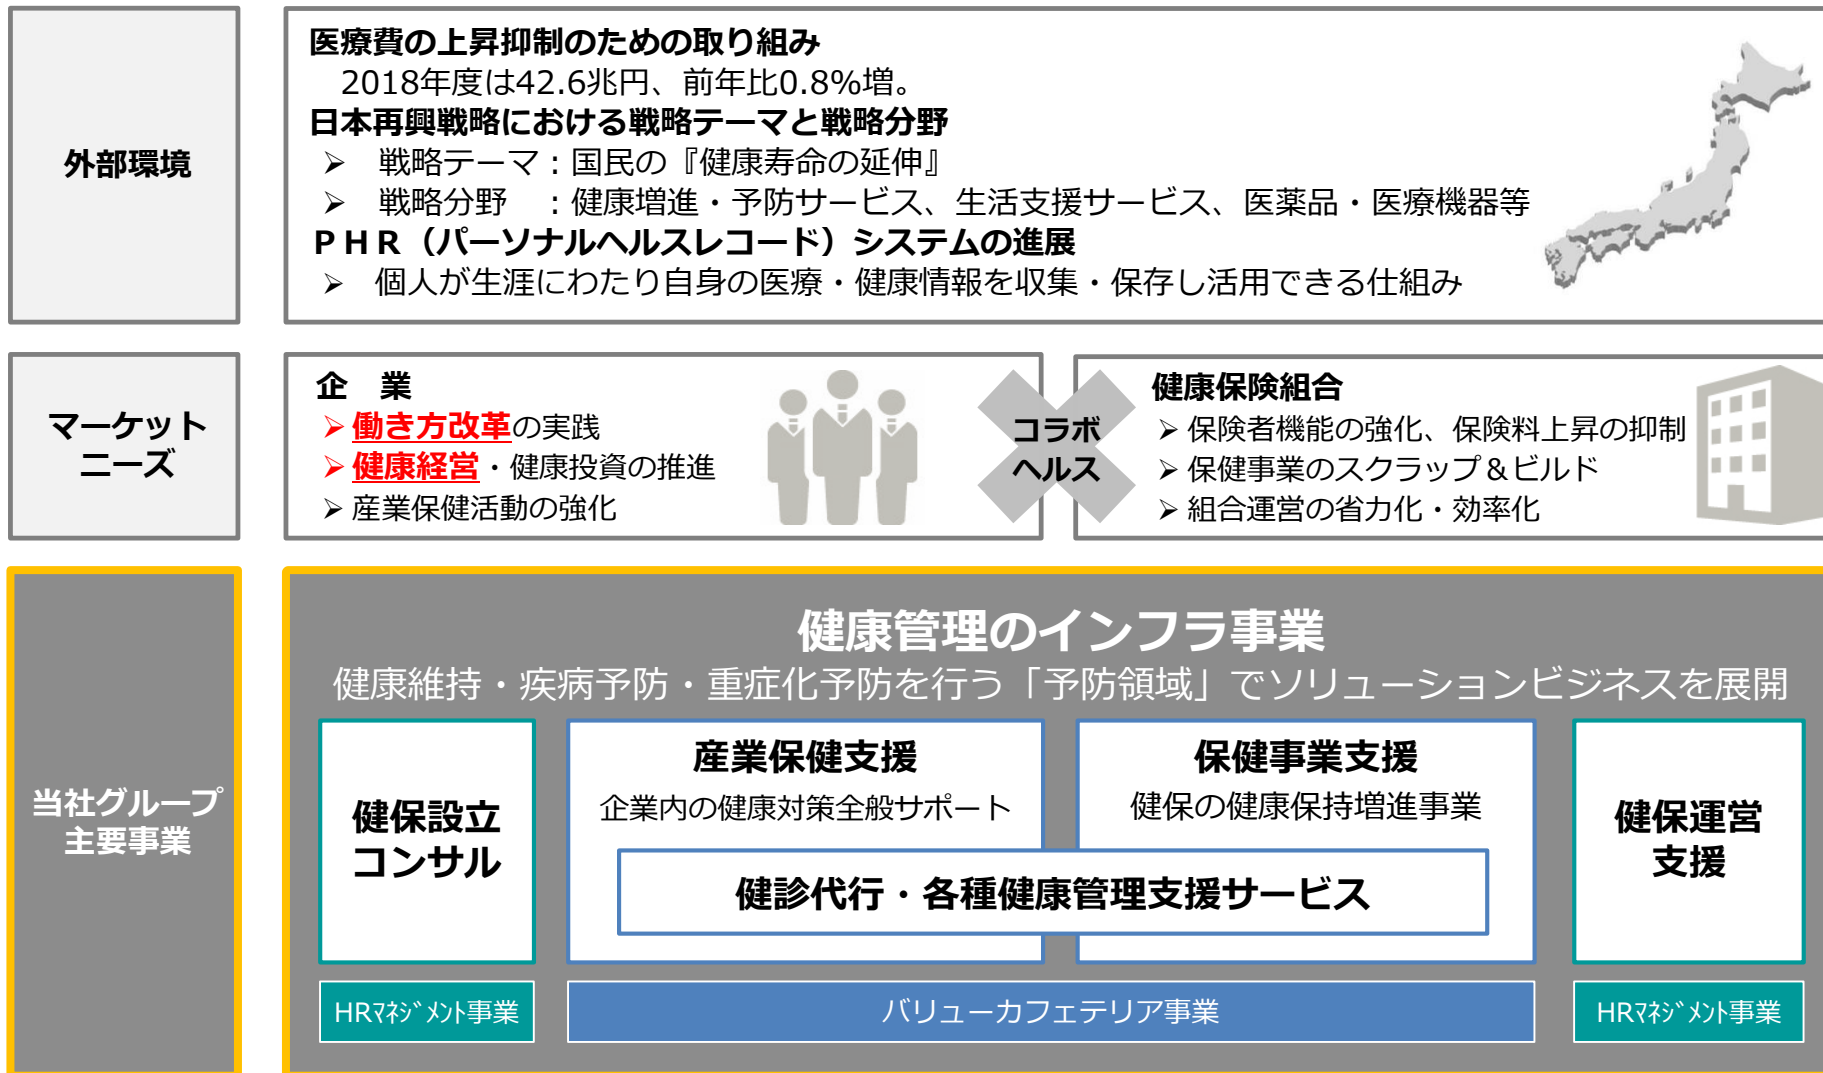 外部環境
医療費の上昇抑制のための取り組み
2018年度は42.6兆円、前年比0.8%増。
日本再興戦略における戦略テーマと戦略分野
➢ 戦略テーマ：国民の『健康寿命の延伸』
➢ 戦略分野　：健康増進・予防サービス、生活支援サービス、医薬品・医療機器等
ＰＨＲ（パーソナルヘルスレコード）システムの進展
➢ 個人が生涯にわたり自身の医療・健康情報を収集・保存し活用できる仕組み
マーケット
ニーズ
企　業
➢ 働き方改革の実践
➢ 健康経営・健康投資の推進
➢ 産業保健活動の強化
コラボ
ヘルス
健康保険組合
➢ 保険者機能の強化、保険料上昇の抑制
➢ 保健事業のスクラップ＆ビルド
➢ 組合運営の省力化・効率化
当社グループ
主要事業
健康管理のインフラ事業
健康維持・疾病予防・重症化予防を行う「予防領域」でソリューションビジネスを展開
健保設立
コンサル
産業保健支援
企業内の健康対策全般サポート
保健事業支援
健保の健康保持増進事業
健診代行・各種健康管理支援サービス
健保運営
支援
HRﾏﾈｼﾞﾒﾝﾄ事業
バリューカフェテリア事業
HRﾏﾈｼﾞﾒﾝﾄ事業